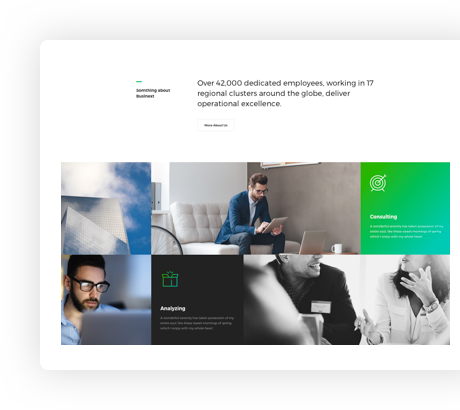 Something about
Businext
Over 42,000 dedicated employees, working in 17
regional clusters around the globe, deliver
operational excellence.
More About Us
Consulting
A wonderful serenity has taken possession of my
entire soul, like these sweet mornings of spring
which I enjoy with my whole heart.
Analyzing
A wonderful serenity has taken possession of my
entire soul, like these sweet mornings of spring
which I enjoy with my whole heart.